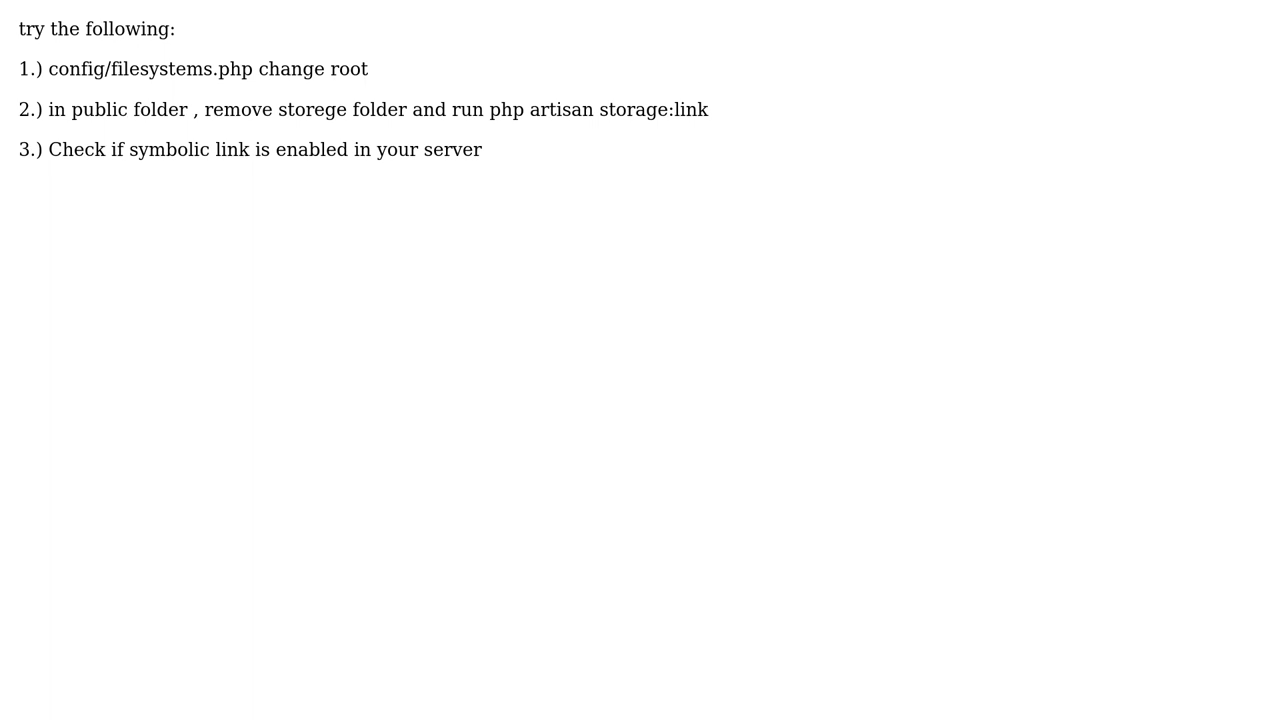 try the following:
1.) config/filesystems.php change root
2.) in public folder , remove storege folder and run php artisan storage:link
3.) Check if symbolic link is enabled in your server